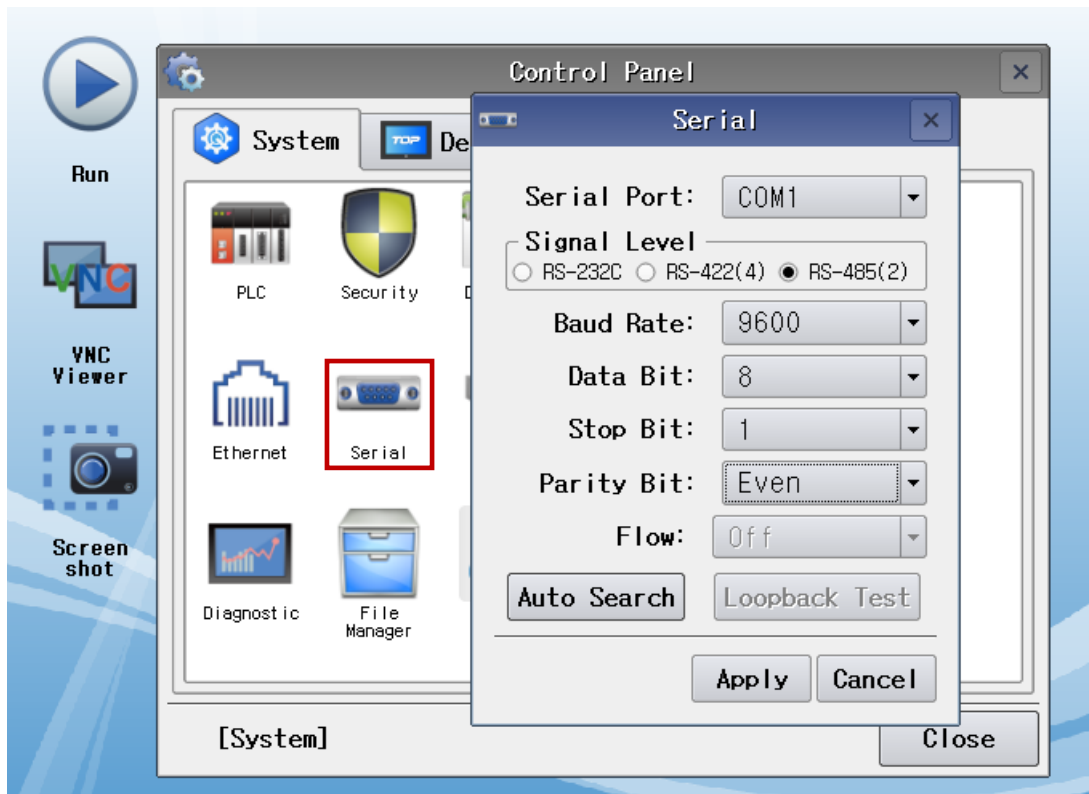 Control Panel
Run
VNC
VNC
Viewer
Screen
shot
System
TOP
De
PLC
Security
Ethernet
Serial
Diagnostic
File
Manager
[System]
Close
Serial
Serial Port: COM1
Signal Level
RS-232C RS-422(4) RS-485(2)
Baud Rate: 9600
Data Bit: 8
Stop Bit: 1
Parity Bit: Even
Flow: Off
Auto Search Loopback Test
Apply Cancel